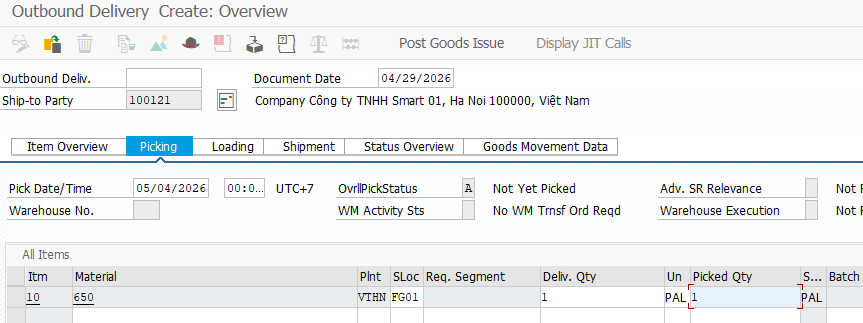 Outbound Delivery Create: Overview
Post Goods Issue Display JIT Calls
Outbound Deliv. Document Date 04/29/2026
Ship-to Party 100121 Company Công ty TNHH Smart 01, Ha Noi 100000, Việt Nam
Item Overview Picking Loading Shipment Status Overview Goods Movement Data
Pick Date/Time 05/04/2026 00:0... UTC+7 OvrllPickStatus A Not Yet Picked Adv. SR Relevance Not
Warehouse No. WM Activity Sts No WM Trnsf Ord Reqd Warehouse Execution Not
All Items
Itm Material Plnt SLoc Req. Segment Deliv. Qty Un Picked Qty S... Batch
10 650 VTHN FG01 1 PAL 1 PAL